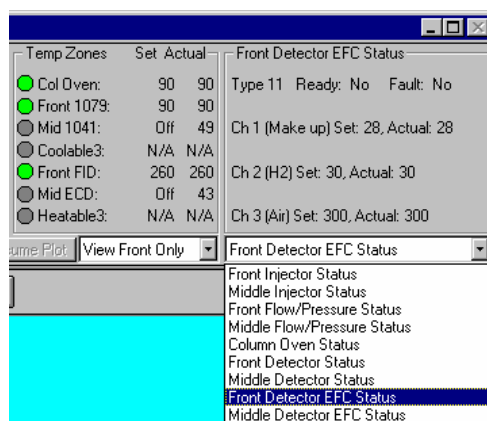 Temp Zones Set Actual
Col Oven: 90 90
Front 1079: 90 90
Mid 1041: Off 49
Coolable3: N/A N/A
Front FID: 260 260
Mid ECD: Off 43
Heatable3: N/A N/A
Front Detector EFC Status
Type 11 Ready: No Fault: No
Ch 1 (Make up) Set: 28, Actual: 28
Ch 2 (H2) Set: 30, Actual: 30
Ch 3 (Air) Set: 300, Actual: 300
ume Plot View Front Only Front Detector EFC Status
Front Injector Status
Middle Injector Status
Front Flow/Pressure Status
Middle Flow/Pressure Status
Column Oven Status
Front Detector Status
Middle Detector Status
Front Detector EFC Status
Middle Detector EFC Status